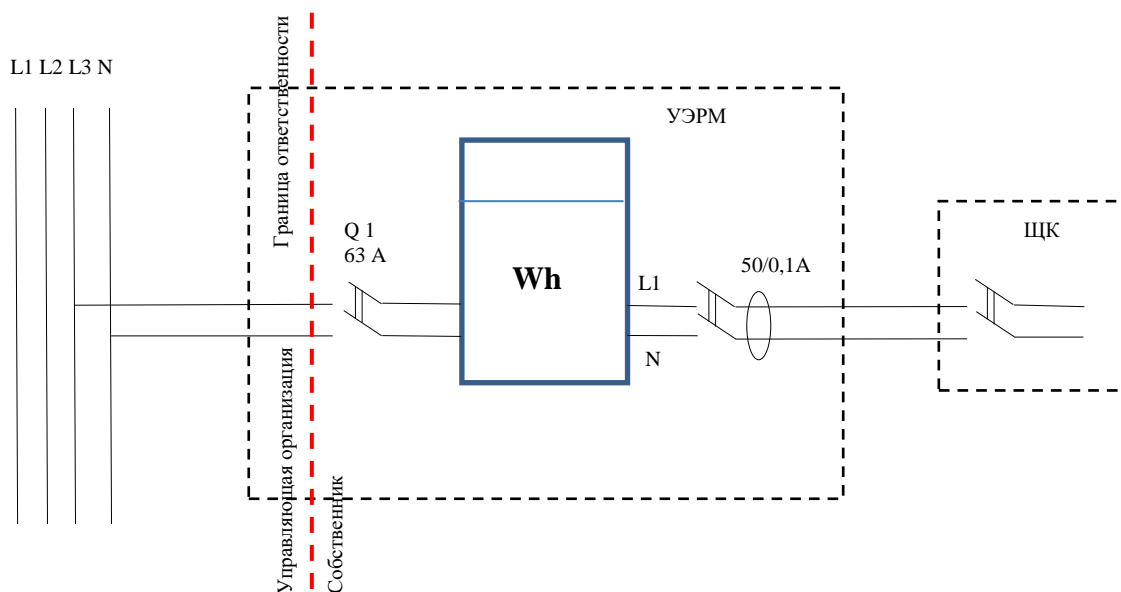 L1 L2 L3 N
Граница ответственности
УЭРМ
Q 1
63 А
Wh
L1
N
50/0,1А
ЩК
Управляющая организация
Собственник